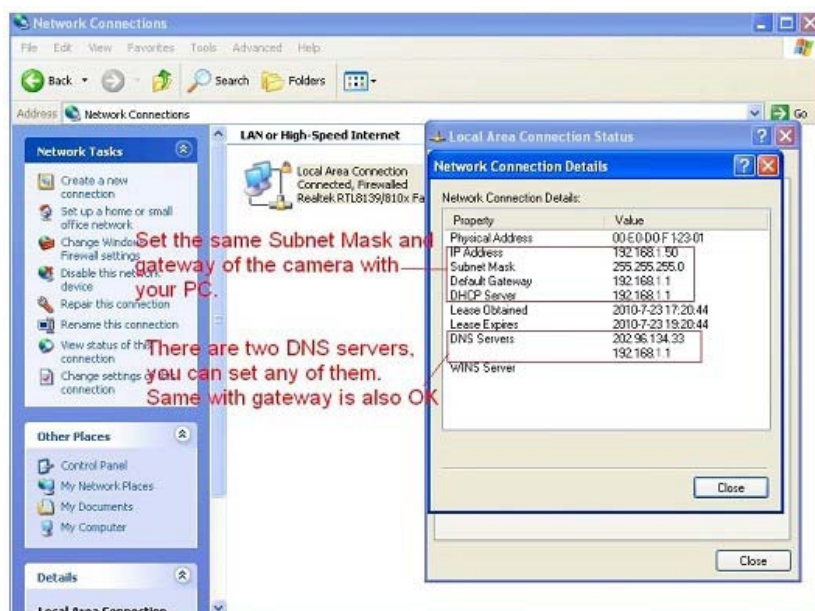 Network Connections
File Edit View Favorites Tools Advanced Help
Back Search Folders
Address Network Connections Go
Network Tasks
Create a new
connection
Set up a home or small
office network
Change Windows
Firewall settings
Disable this network
device
Repair this connection
Rename this connection
View status of this
connection
Change settings of this
connection
Other Places
Control Panel
My Network Places
My Documents
My Computer
Details
Local Area Connection
LAN or High-Speed Internet
Local Area Connection
Connected, Firewalled
Realtek RTL8139/810x Fa
Set the same Subnet Mask and
gateway of the camera with
your PC.
There are two DNS servers,
you can set any of them.
Same with gateway is also OK
Local Area Connection Status
Network Connection Details
Network Connection Details:
Property Value
Physical Address 00-E0-D0-F1-23-01
IP Address 192.168.1.50
Subnet Mask 255.255.255.0
Default Gateway 192.168.1.1
DHCP Server 192.168.1.1
Lease Obtained 2010-7-23 17:20:44
Lease Expires 2010-7-23 19:20:44
DNS Servers 202.96.134.33
192.168.1.1
WINS Server
Close
Close